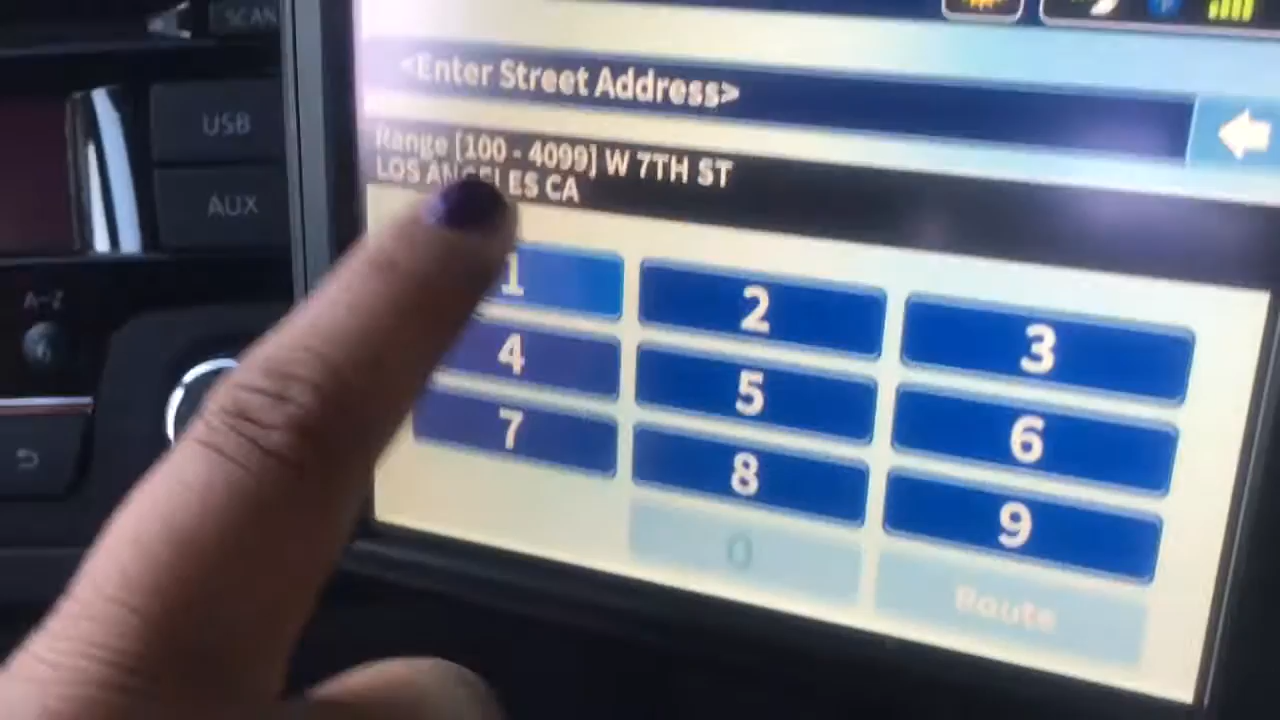 SCAN
<Enter Street Address>
USB
Range [100 - 4099] W 7TH ST
LOS ANGELES CA
AUX
1 2 3
A-Z
4 5 6
7 8 9
0 Route